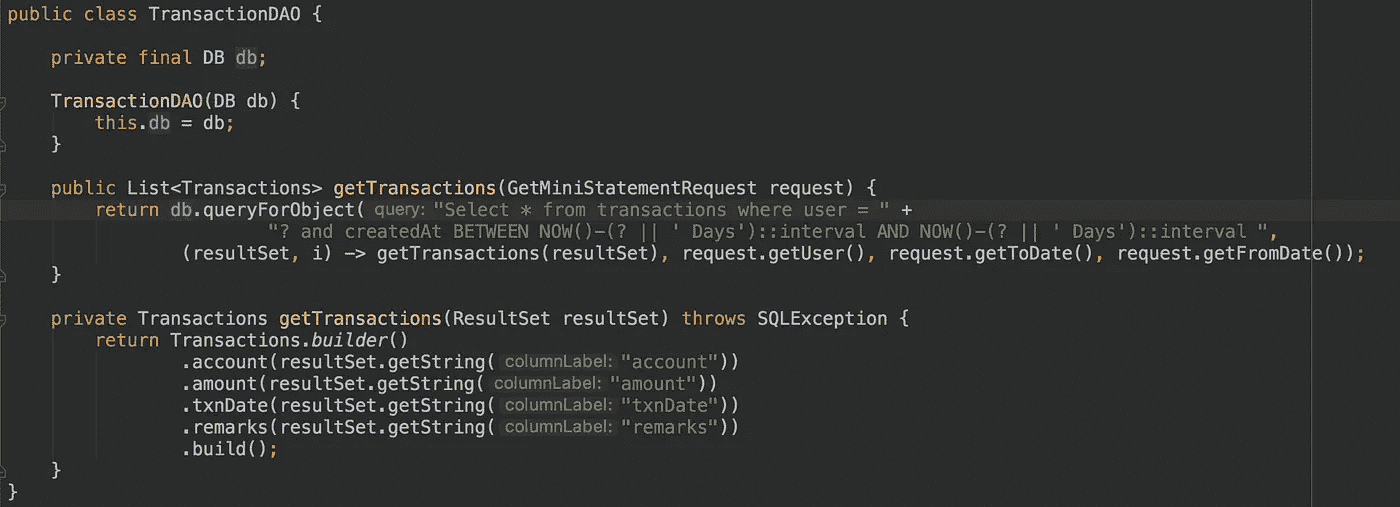 public class TransactionDAO {
private final DB db;
TransactionDAO(DB db) {
this.db = db;
}
public List<Transactions> getTransactions(GetMiniStatementRequest request) {
return db.queryForObject( query: "Select * from transactions where user = " +
"? and createdAt BETWEEN NOW()-(? || ' Days')::interval AND NOW()-(? || ' Days')::interval ",
(resultSet, i) -> getTransactions(resultSet), request.getUser(), request.getToDate(), request.getFromDate());
}
private Transactions getTransactions(ResultSet resultSet) throws SQLException {
return Transactions.builder()
.account(resultSet.getString( columnLabel: "account"))
.amount(resultSet.getString( columnLabel: "amount"))
.txnDate(resultSet.getString( columnLabel: "txnDate"))
.remarks(resultSet.getString( columnLabel: "remarks"))
.build();
}
}